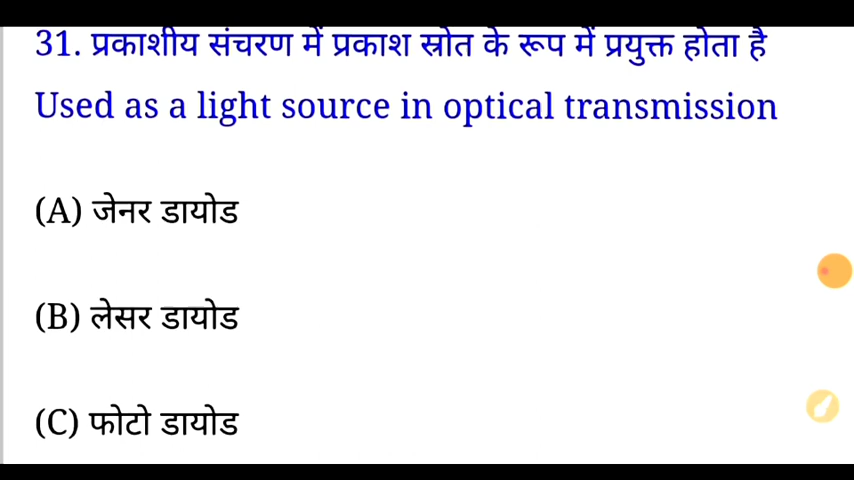 31. प्रकाशीय संचरण में प्रकाश स्रोत के रूप में प्रयुक्त होता है
Used as a light source in optical transmission
(A) जेनर डायोड
(B) लेसर डायोड
(C) फोटो डायोड